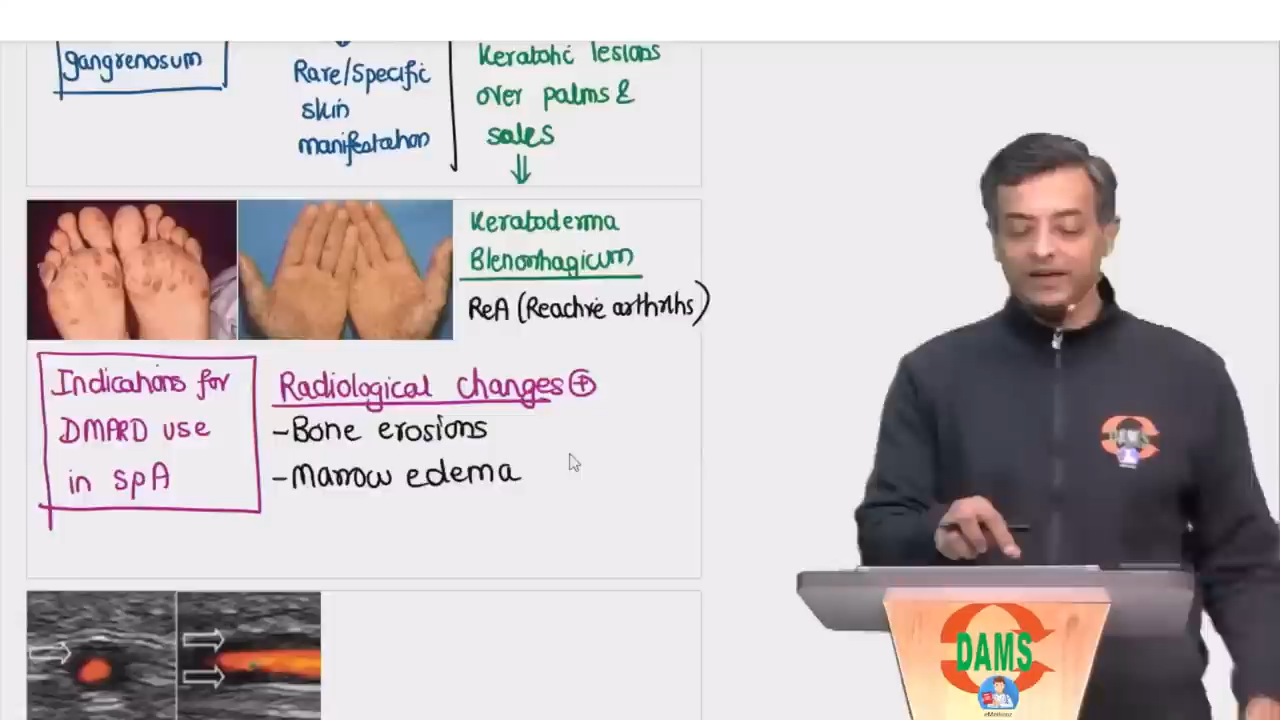 gangrenosum
Rare/Specific
skin
manifestation
Keratotic lesions
over palms &
soles
Keratoderma
Blenorrhagicum
ReA (Reactive arthritis)
Indications for
DMARD use
in SpA
Radiological changes +
-Bone erosions
-Marrow edema
DAMS
DAMS
eMedicoz